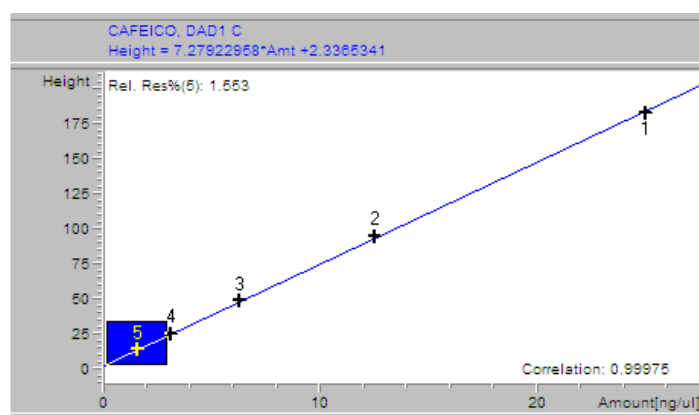 CAFEICO, DAD1 C
Height = 7.27922958*Amt +2.3365341
Height
Rel. Res%(5): 1.553
175
150
125
100
75
50
25
0
1
2
3
4
5
Correlation: 0.99975
0
10
20
Amount[ng/ul]